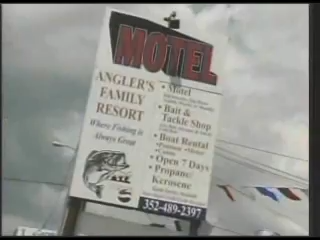 MOTEL
ANGLER'S
FAMILY
RESORT
Where Fishing is
Always Great
• Motel
• Bait &
Tackle Shop
• Boat Rental
• Open 7 Days
• Propane/
Kerosene
352-489-2397